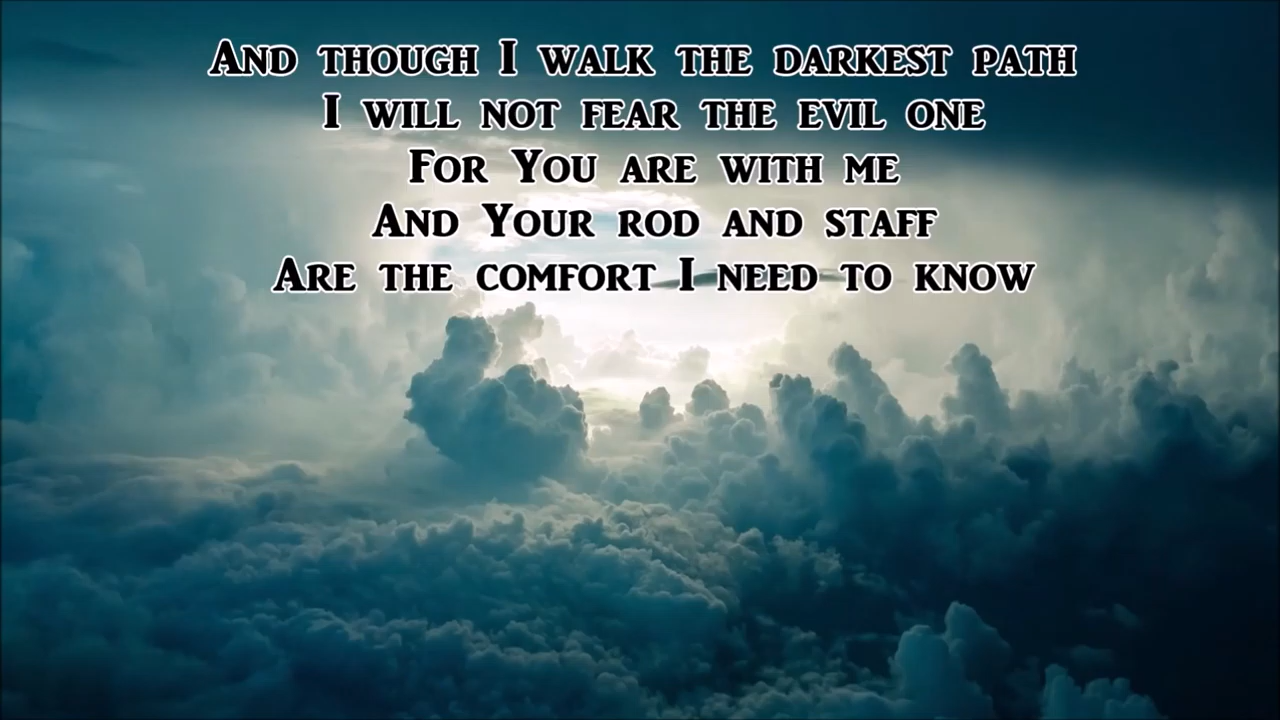 And though I walk the darkest path
I will not fear the evil one
For You are with me
And Your rod and staff
Are the comfort I need to know